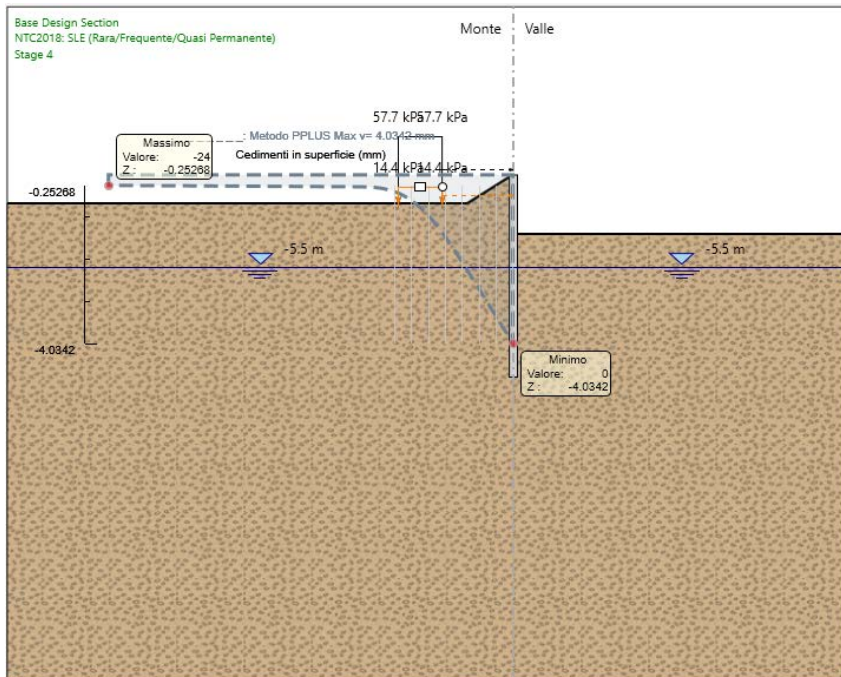 Base Design Section
NTC2018: SLE (Rara/Frequente/Quasi Permanente)
Stage 4
Monte
Valle
57.7 kPa
57.7 kPa
Massimo
Valore: -24
Z : -0.25268
: Metodo PPLUS Max v= 4.0342 mm
Cedimenti in superficie (mm)
14.4 kPa
14.4 kPa
-0.25268
-5.5 m
-5.5 m
-4.0342
Minimo
Valore: 0
Z : -4.0342